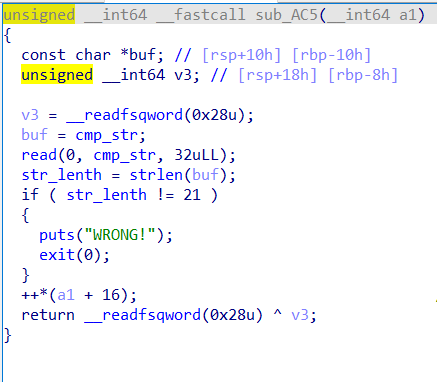 unsigned __int64 __fastcall sub_AC5(__int64 a1)
{
  const char *buf; // [rsp+10h] [rbp-10h]
  unsigned __int64 v3; // [rsp+18h] [rbp-8h]

  v3 = __readfsqword(0x28u);
  buf = cmp_str;
  read(0, cmp_str, 32uLL);
  str_lenth = strlen(buf);
  if ( str_lenth != 21 )
  {
    puts("WRONG!");
    exit(0);
  }
  ++*(a1 + 16);
  return __readfsqword(0x28u) ^ v3;
}